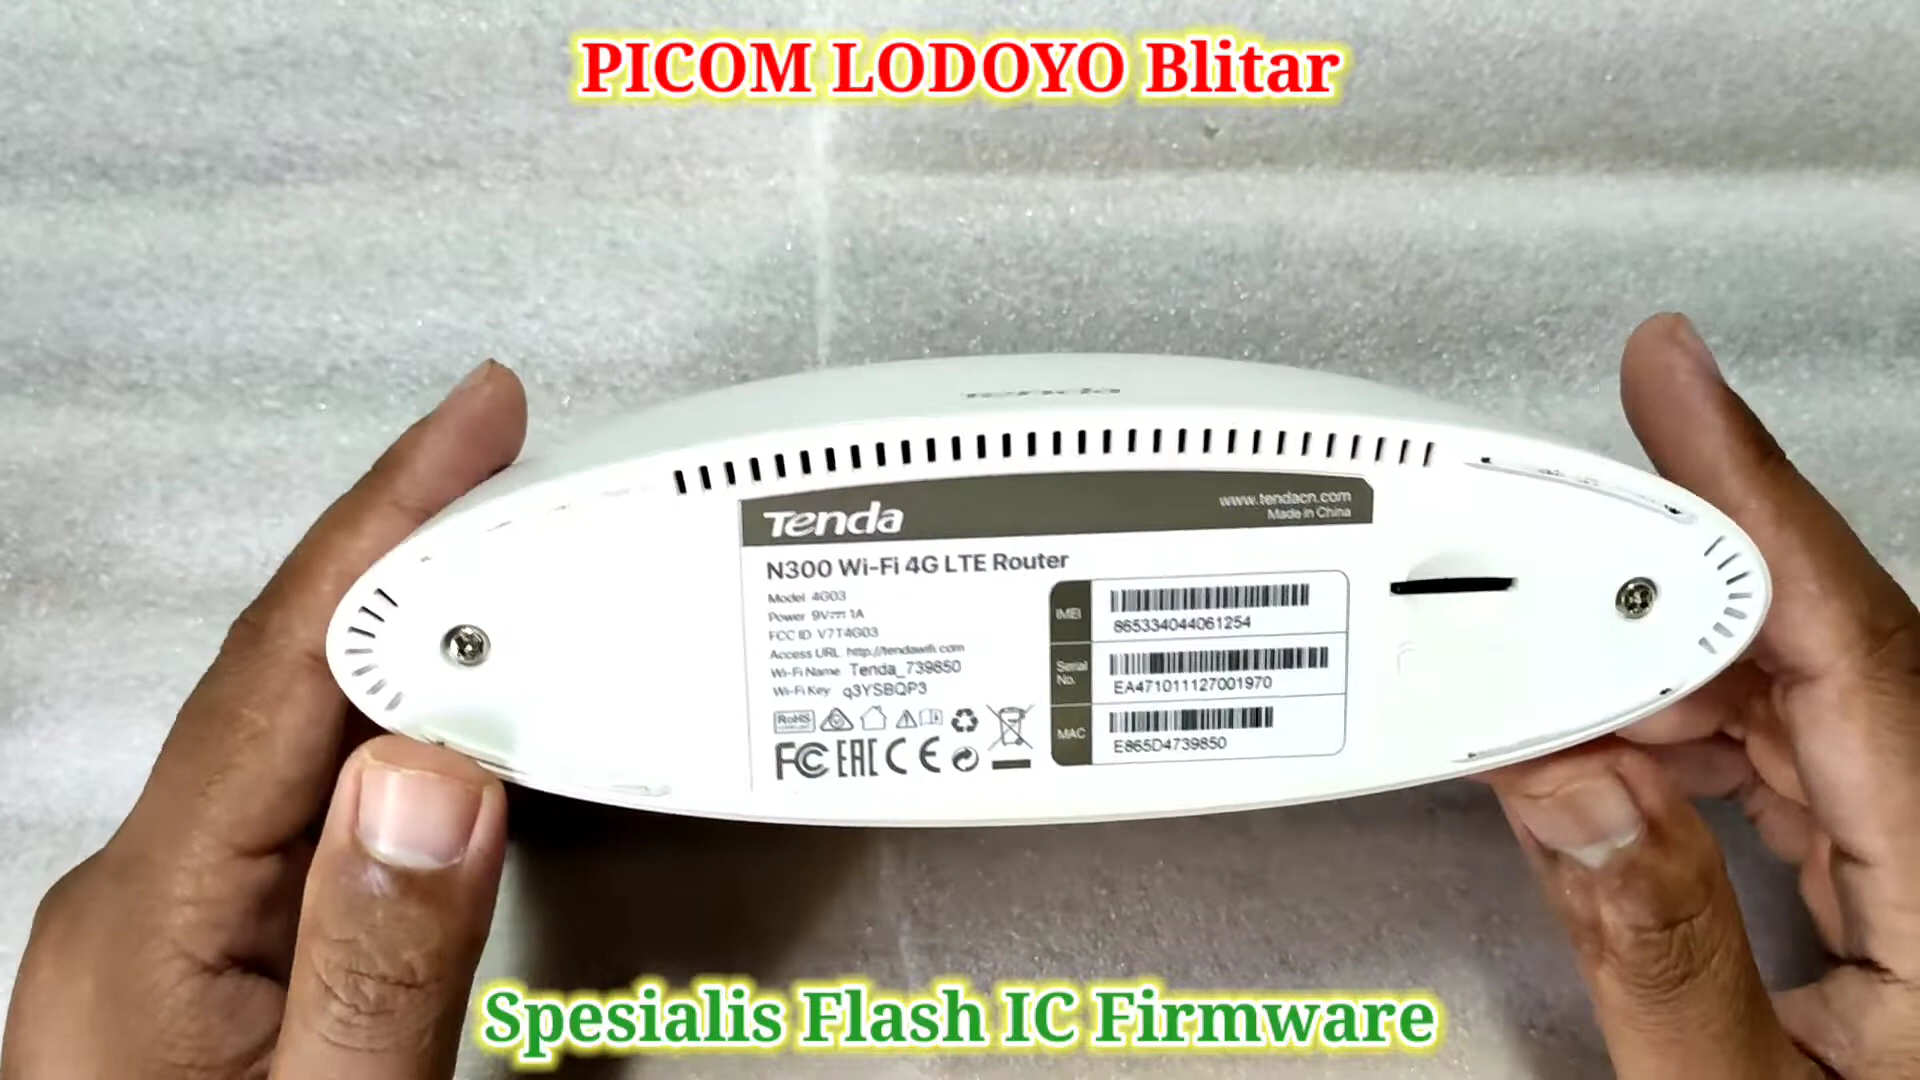 PICOM LODOYO Blitar
Tenda
Tenda
www.tendacn.com
Made in China
N300 Wi-Fi 4G LTE Router
Model 4G03
Power 9V⎓1A
FCC ID V7T4G03
Access URL: http://tendawifi.com
Wi-Fi Name Tenda_739850
Wi-Fi Key q3YSBQP3
RoHS
FC EAC CE
IMEI
865334044061254
Serial No.
EA471011127001970
MAC
E865D4739850
Spesialis Flash IC Firmware